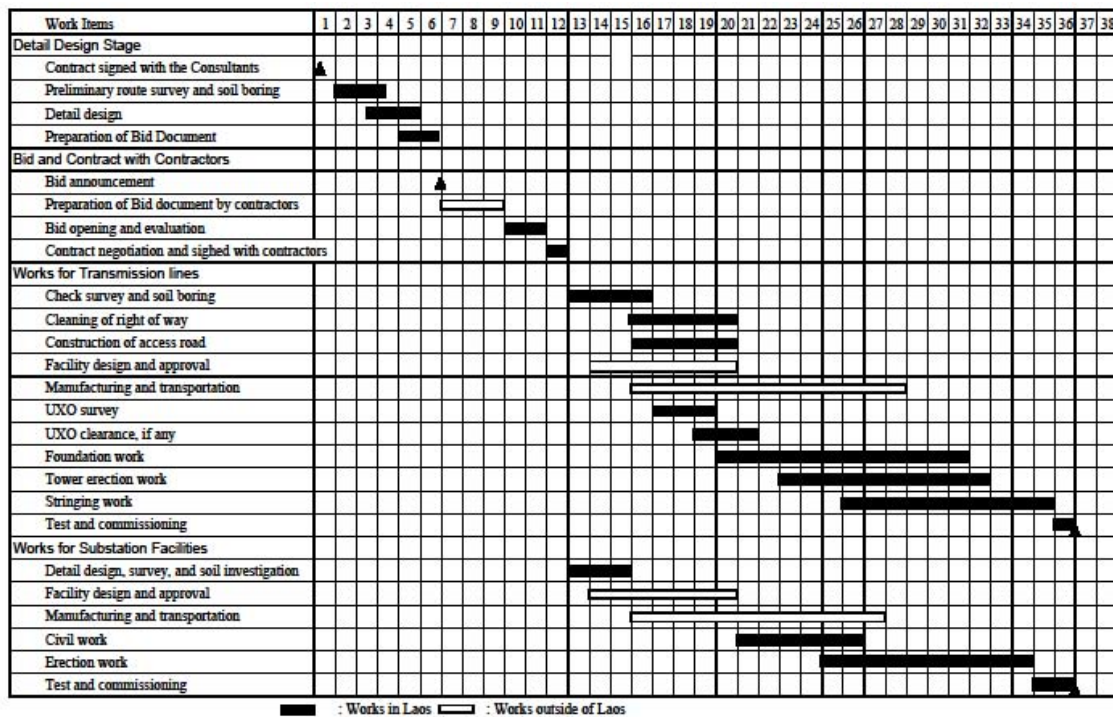 Work Items 1 2 3 4 5 6 7 8 9 10 11 12 13 14 15 16 17 18 19 20 21 22 23 24 25 26 27 28 29 30 31 32 33 34 35 36 37 38
Detail Design Stage
Contract signed with the Consultants
Preliminary route survey and soil boring
Detail design
Preparation of Bid Document
Bid and Contract with Contractors
Bid announcement
Preparation of Bid document by contractors
Bid opening and evaluation
Contract negotiation and sighed with contractors
Works for Transmission lines
Check survey and soil boring
Cleaning of right of way
Construction of access road
Facility design and approval
Manufacturing and transportation
UXO survey
UXO clearance, if any
Foundation work
Tower erection work
Stringing work
Test and commissioning
Works for Substation Facilities
Detail design, survey, and soil investigation
Facility design and approval
Manufacturing and transportation
Civil work
Erection work
Test and commissioning
: Works in Laos : Works outside of Laos